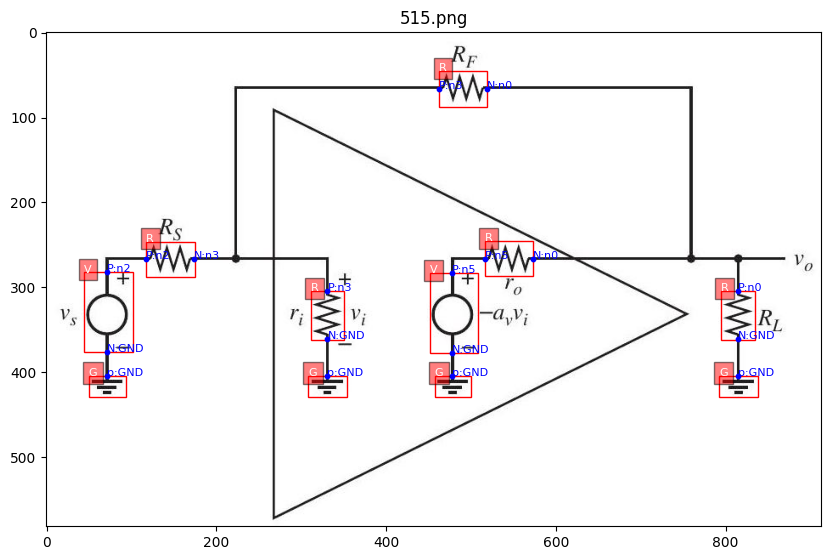 515.png
0
R
R_F
P:n3
N:n0
100
200
R
R_S
P:n2
N:n3
R
P:n5
N:n0
V
P:n2
+
V
P:n5
+
v_o
300
R
P:n3
+
r_o
R
P:n0
v_s
r_i
v_i
−a_v v_i
R_L
N:GND
N:GND
−
N:GND
−
N:GND
−
G
p:GND
G
p:GND
G
p:GND
G
p:GND
400
500
0
200
400
600
800